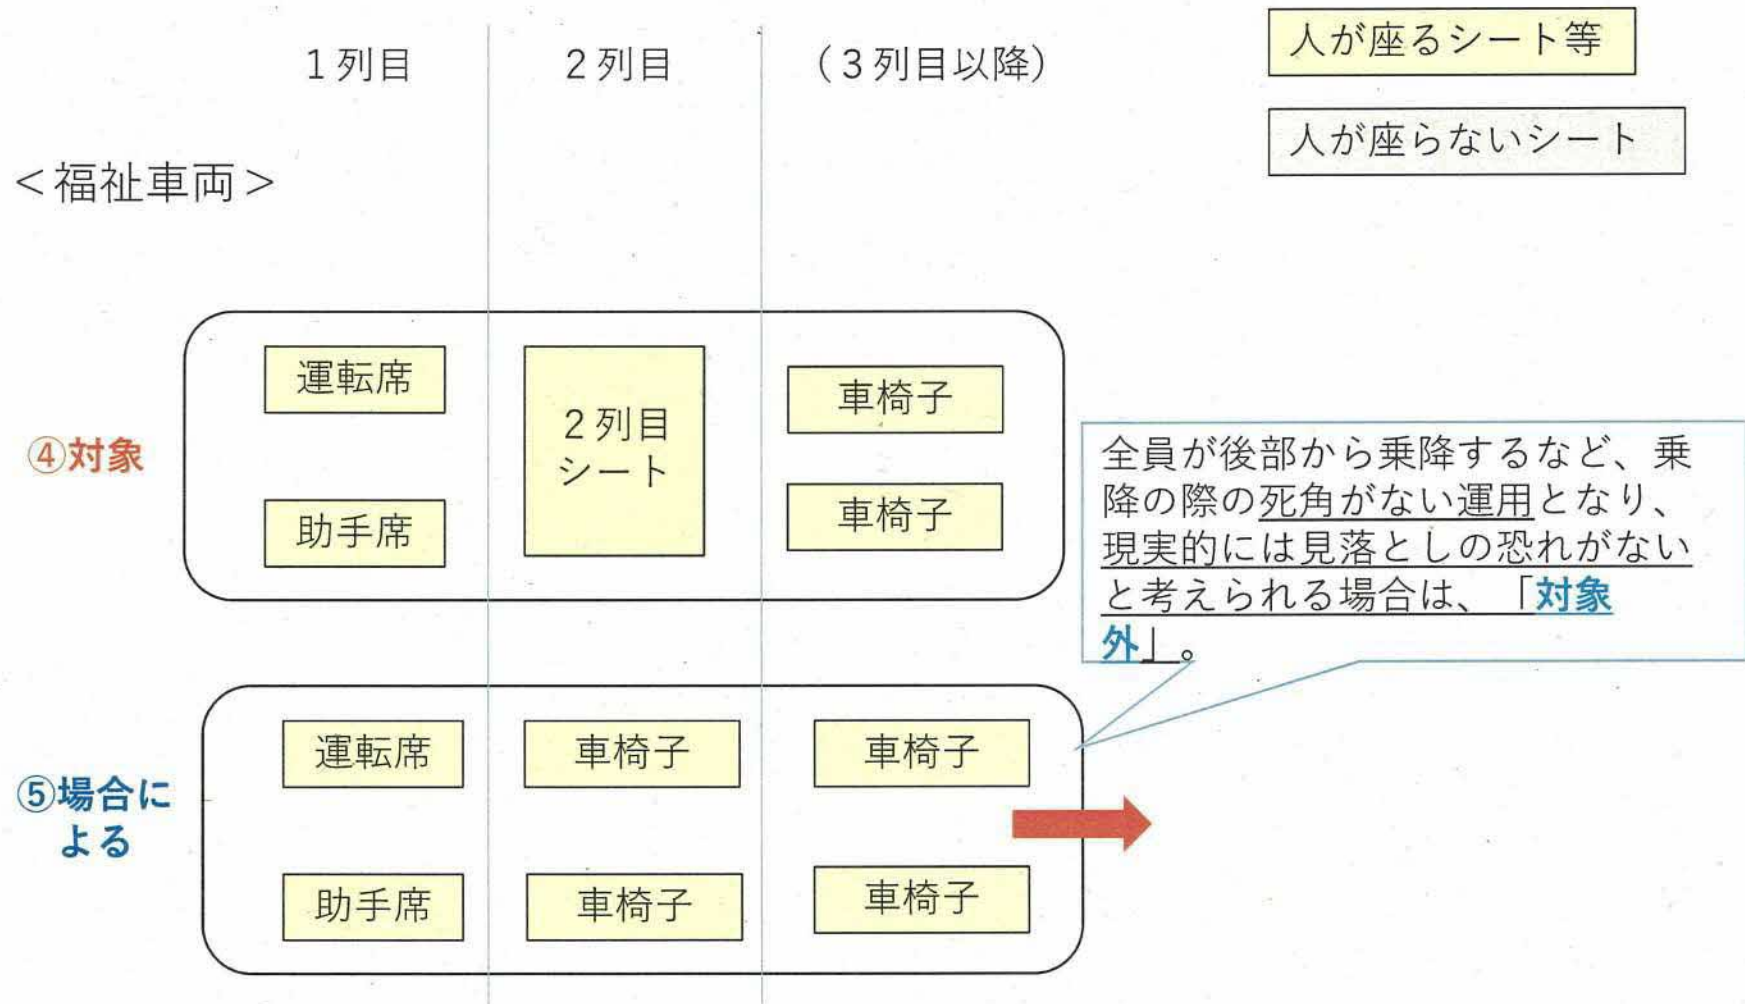 1列目
2列目
(3列目以降)
人が座るシート等
人が座らないシート
<福祉車両>
④対象
運転席
助手席
2列目
シート
車椅子
車椅子
全員が後部から乗降するなど、乗
降の際の死角がない運用となり、
現実的には見落としの恐れがない
と考えられる場合は、「対象
外」。
⑤場合に
よる
運転席
助手席
車椅子
車椅子
車椅子
車椅子